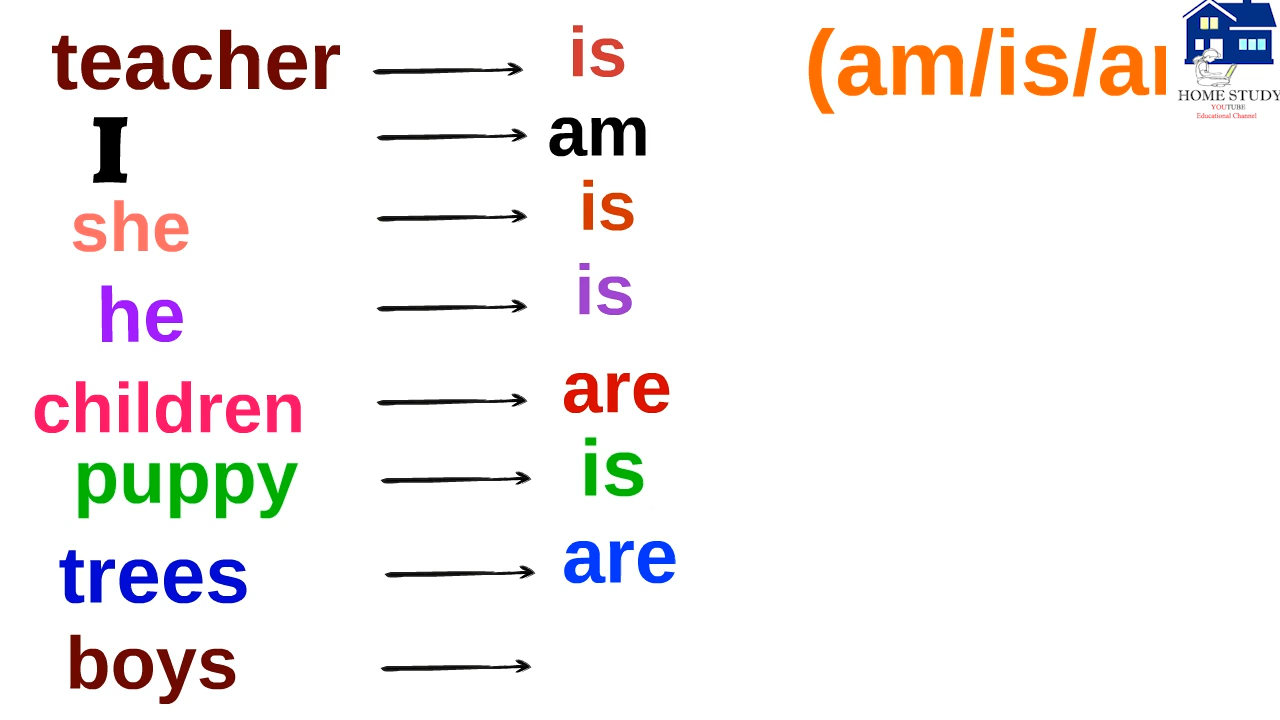 teacher is (am/is/ar
I am
she is
he is
children are
puppy is
trees are
boys
HOME STUDY
YOUTUBE
Educational Channel